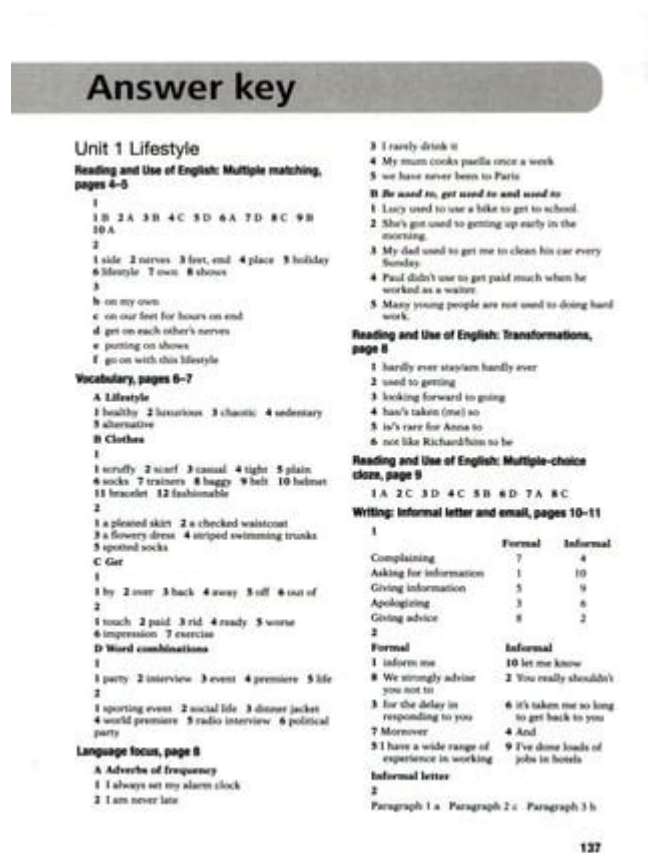 Answer key
Unit 1 Lifestyle
Reading and Use of English: Multiple matching,
pages 4–5
1
1 B 2 A 3 B 4 C 5 D 6 A 7 D 8 C 9 B
10 A
2
1 side 2 nerves 3 feet, end 4 place 5 holiday
6 lifestyle 7 own 8 shows
3
b on my own
c on our feet for hours on end
d get on each other's nerves
e putting on shows
f go on with this lifestyle
Vocabulary, pages 6–7
A Lifestyle
1 healthy 2 luxurious 3 chaotic 4 sedentary
5 alternative
B Clothes
1
1 scruffy 2 scarf 3 casual 4 tight 5 plain
6 socks 7 trainers 8 baggy 9 belt 10 helmet
11 bracelet 12 fashionable
2
1 a pleated skirt 2 a checked waistcoat
3 a flowery dress 4 striped swimming trunks
5 spotted socks
C Get
1
1 by 2 over 3 back 4 away 5 off 6 out of
2
1 touch 2 paid 3 rid 4 ready 5 worse
6 impression 7 exercise
D Word combinations
1
1 party 2 interview 3 event 4 premiere 5 life
2
1 sporting event 2 social life 3 dinner jacket
4 world premiere 5 radio interview 6 political
party
Language focus, page 8
A Adverbs of frequency
1 I always set my alarm clock
2 I am never late
3 I rarely drink it
4 My mum cooks paella once a week
5 we have never been to Paris
B Be used to, get used to and used to
1 Lucy used to use a bike to get to school.
2 She's got used to getting up early in the
morning.
3 My dad used to get me to clean his car every
Sunday.
4 Paul didn't use to get paid much when he
worked as a waiter.
5 Many young people are not used to doing hard
work.
Reading and Use of English: Transformations,
page 8
1 hardly ever stay/am hardly ever
2 used to getting
3 looking forward to going
4 has/'s taken (me) so
5 is/'s rare for Anna to
6 not like Richard/him to be
Reading and Use of English: Multiple-choice
cloze, page 9
1 A 2 C 3 D 4 C 5 B 6 D 7 A 8 C
Writing: Informal letter and email, pages 10–11
1
Formal Informal
Complaining 7 4
Asking for information 1 10
Giving information 5 9
Apologizing 3 6
Giving advice 8 2
2
Formal Informal
1 inform me 10 let me know
8 We strongly advise 2 You really shouldn't
you not to
3 for the delay in 6 it's taken me so long
responding to you to get back to you
7 Moreover 4 And
5 I have a wide range of 9 I've done loads of
experience in working jobs in hotels
Informal letter
2
Paragraph 1 a Paragraph 2 c Paragraph 3 b
137